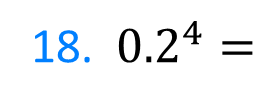 18. 0.2⁴ =